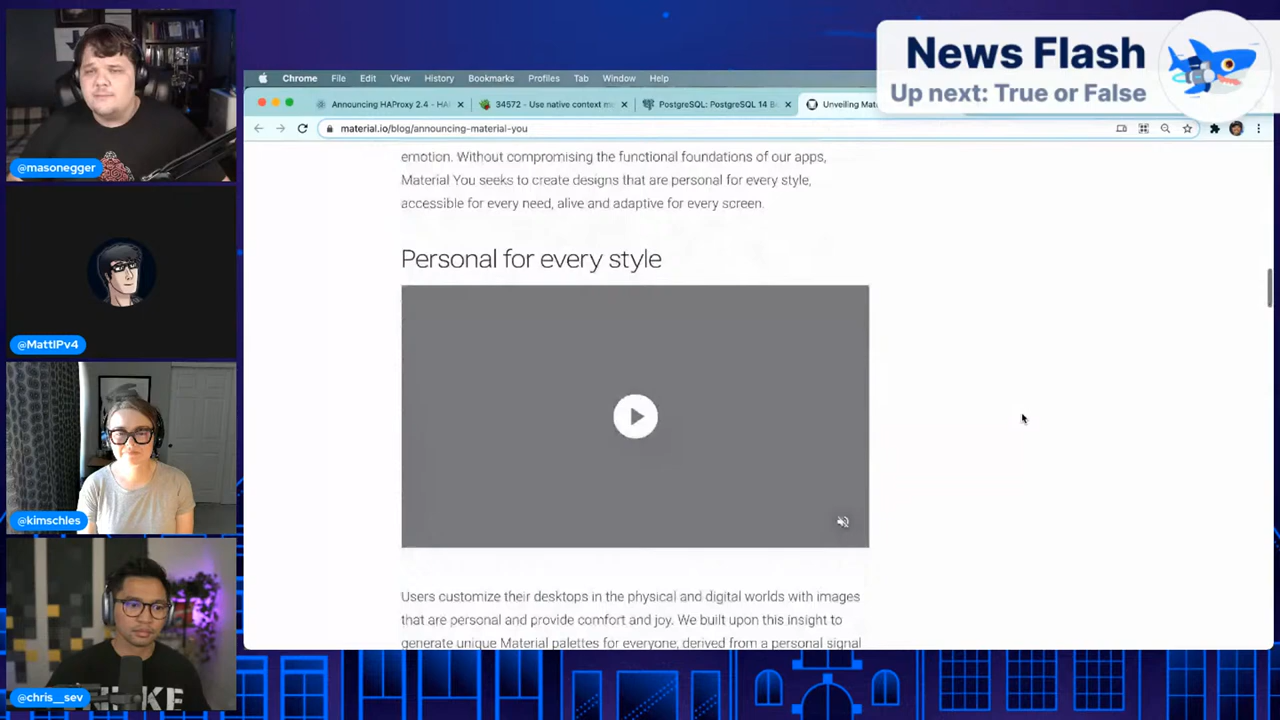 News Flash
Up next: True or False
@masonegger
@MattIPv4
@kimschles
@chris__sev
Chrome File Edit View History Bookmarks Profiles Tab Window Help
Announcing HAProxy 2.4 - HA
34572 - Use native context m
PostgreSQL: PostgreSQL 14 B
Unveiling Mat
material.io/blog/announcing-material-you
emotion. Without compromising the functional foundations of our apps,
Material You seeks to create designs that are personal for every style,
accessible for every need, alive and adaptive for every screen.
Personal for every style
Users customize their desktops in the physical and digital worlds with images
that are personal and provide comfort and joy. We built upon this insight to
generate unique Material palettes for everyone; derived from a personal signal